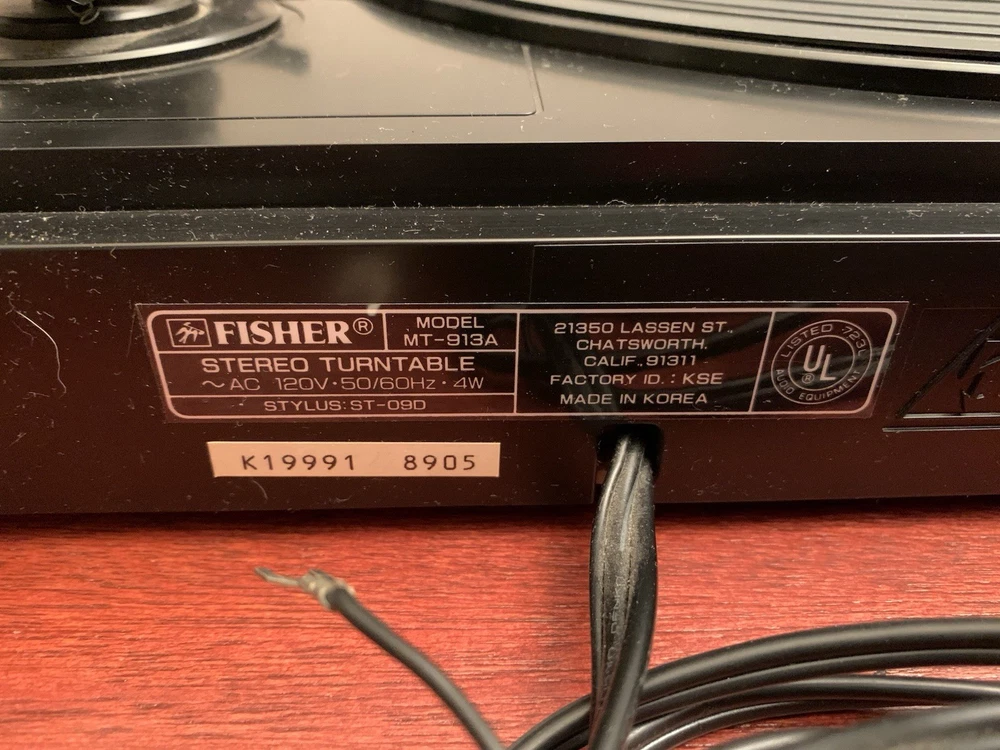 FISHER®
MODEL
MT-913A
STEREO TURNTABLE
~AC 120V·50/60Hz·4W
STYLUS:ST-09D
21350 LASSEN ST.,
CHATSWORTH,
CALIF.,91311
FACTORY ID.: KSE
MADE IN KOREA
LISTED 723L
UL®
AUDIO EQUIPMENT
K19991 8905